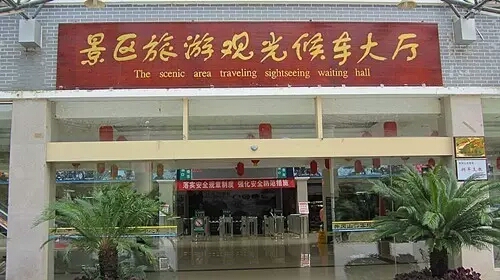 景区旅游观光候车大厅
The scenic area traveling sightseeing waiting hall
落实安全规章制度 强化安全防范措施